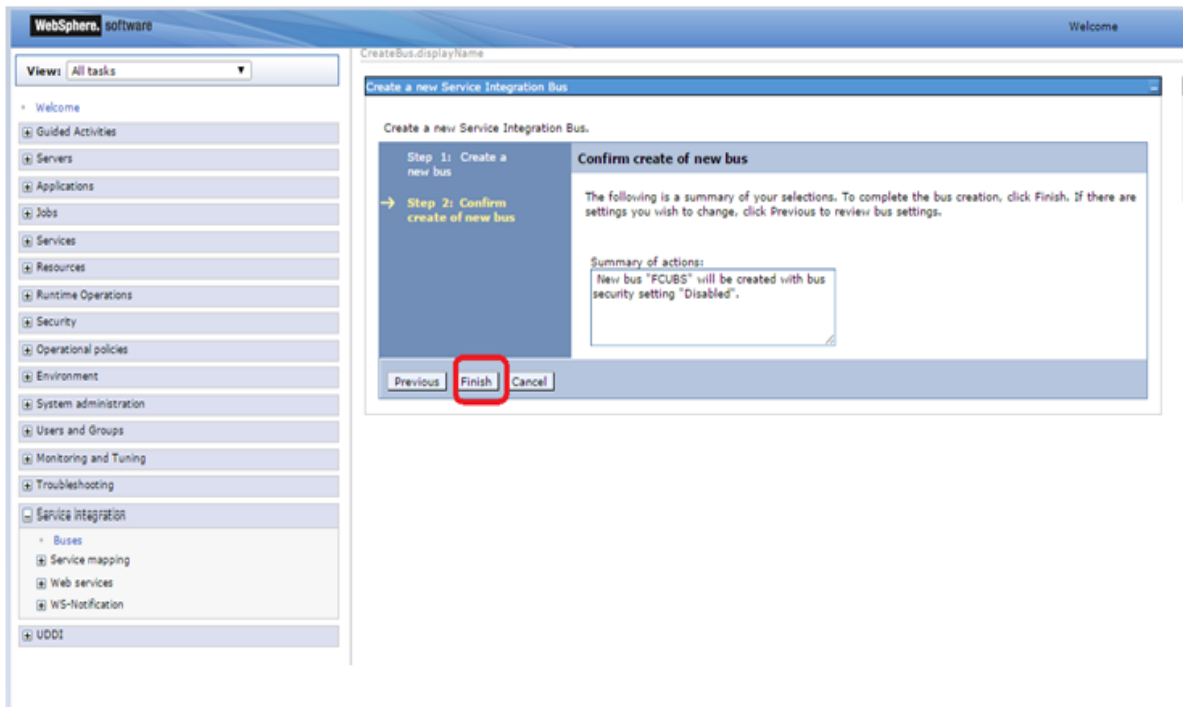 WebSphere. software
Welcome
View: All tasks
Welcome
Guided Activities
Servers
Applications
Jobs
Services
Resources
Runtime Operations
Security
Operational policies
Environment
System administration
Users and Groups
Monitoring and Tuning
Troubleshooting
Service integration
Buses
Service mapping
Web services
WS-Notification
UDDI
CreateBus.displayName
Create a new Service Integration Bus
Create a new Service Integration Bus.
Step 1: Create a
new bus
Step 2: Confirm
create of new bus
Confirm create of new bus
The following is a summary of your selections. To complete the bus creation, click Finish. If there are
settings you wish to change, click Previous to review bus settings.
Summary of actions:
New bus "FCUBS" will be created with bus
security setting "Disabled".
Previous Finish Cancel